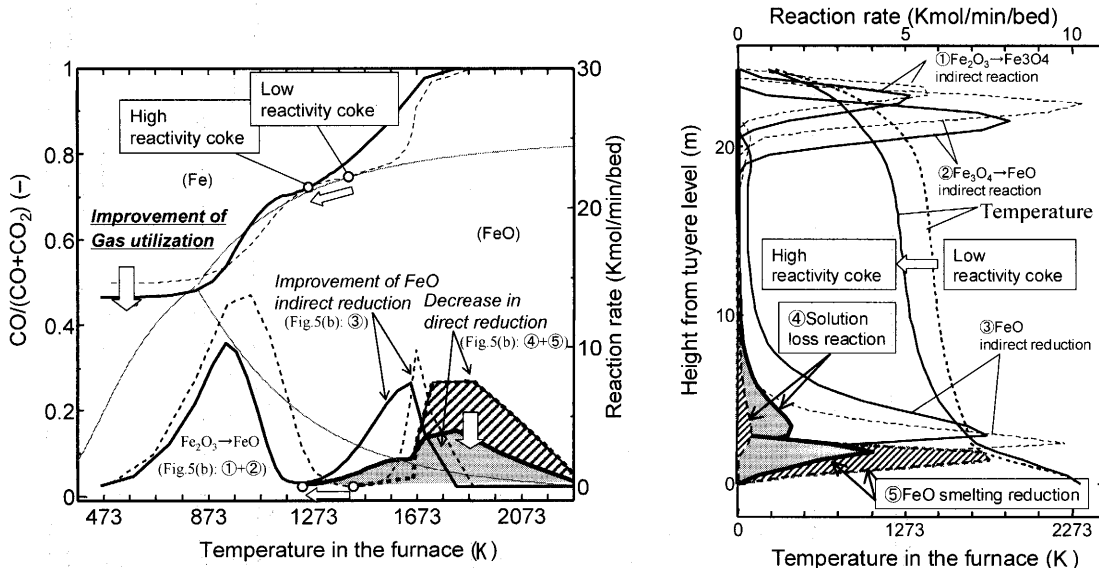 1
0.8
0.6
0.4
0.2
0
CO/(CO+CO₂) (−)
30
20
10
0
Reaction rate (Kmol/min/bed)
473
873
1273
1673
2073
Temperature in the furnace (K)
High
reactivity coke
Low
reactivity coke
(Fe)
(FeO)
Improvement of
Gas utilization
Improvement of FeO
indirect reduction
(Fig.5(b): ③)
Decrease in
direct reduction
(Fig.5(b): ④+⑤)
Fe₂O₃→FeO
(Fig.5(b): ①+②)
Reaction rate (Kmol/min/bed)
0
5
10
①Fe₂O₃→Fe3O4
indirect reaction
②Fe₃O₄→FeO
indirect reaction
Temperature
High
reactivity coke
Low
reactivity coke
④Solution
loss reaction
③FeO
indirect reduction
⑤FeO smelting reduction
Height from tuyere level (m)
20
10
0
0
1273
2273
Temperature in the furnace (K)